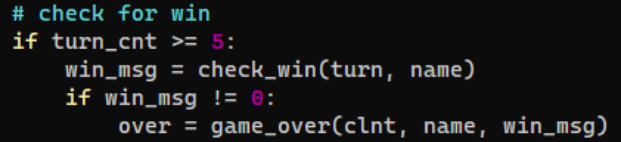 # check for win
if turn_cnt >= 5:
    win_msg = check_win(turn, name)
    if win_msg != 0:
        over = game_over(clnt, name, win_msg)